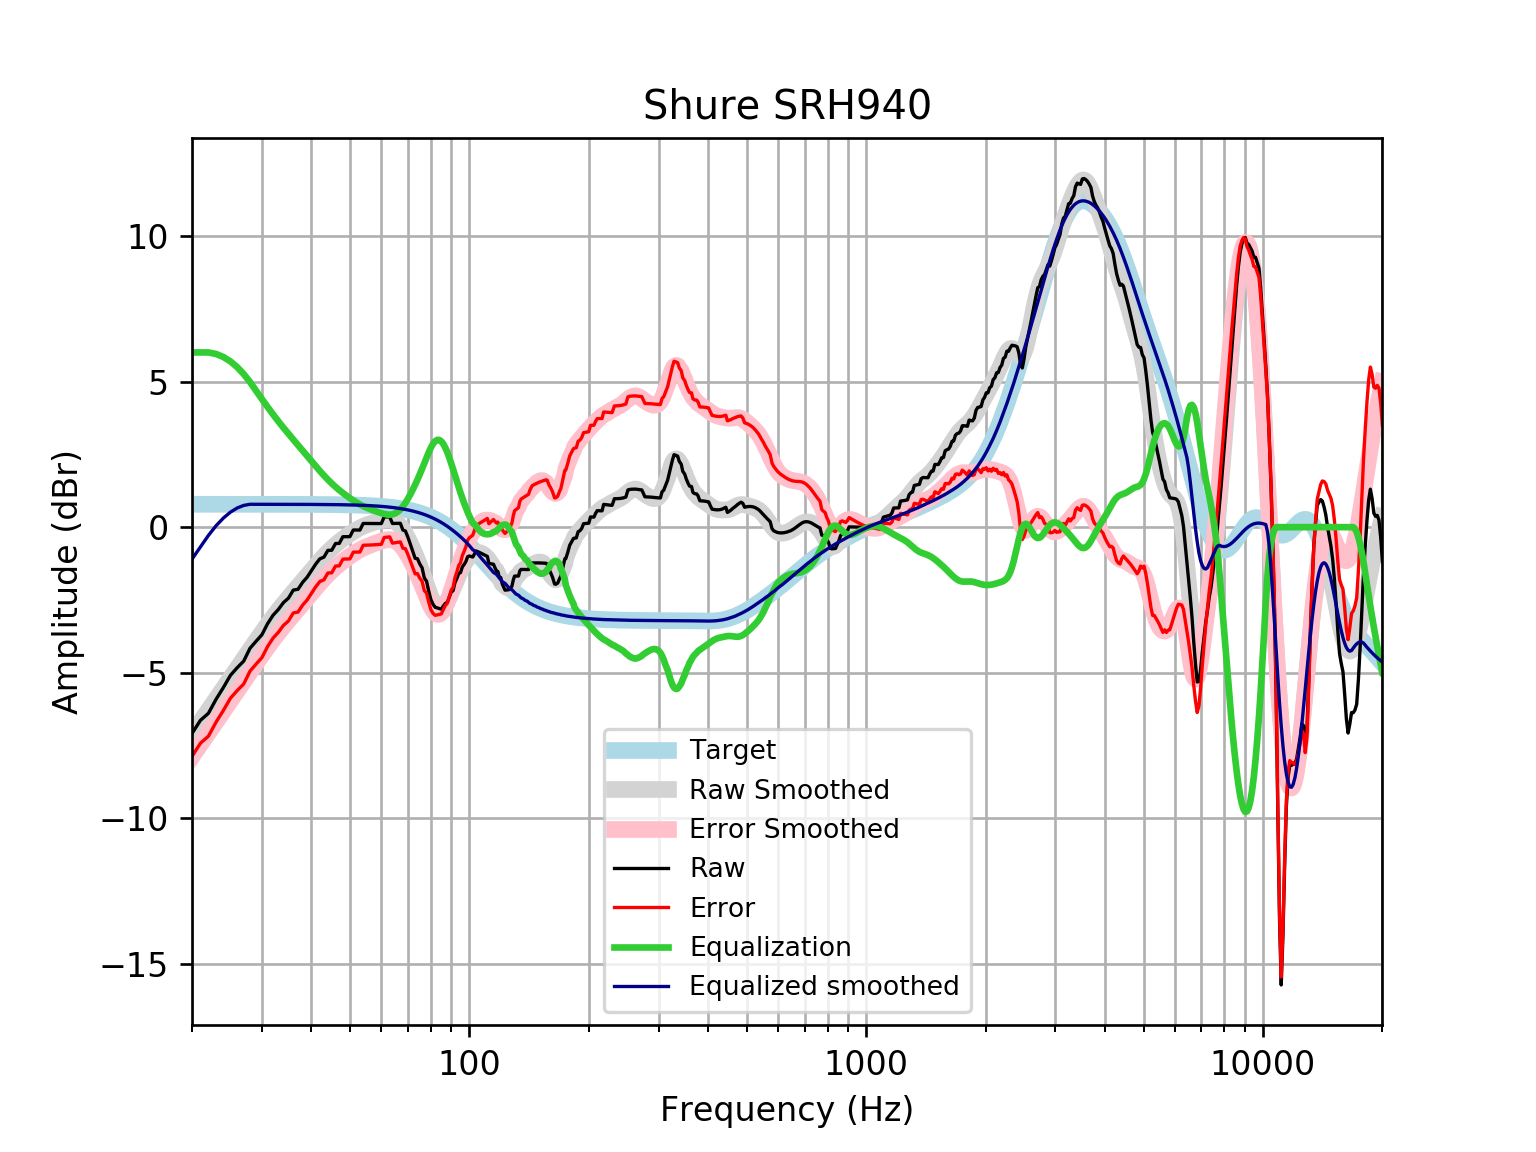 Shure SRH940
Amplitude (dBr)
10
5
0
−5
−10
−15
Target
Raw Smoothed
Error Smoothed
Raw
Error
Equalization
Equalized smoothed
100
1000
10000
Frequency (Hz)